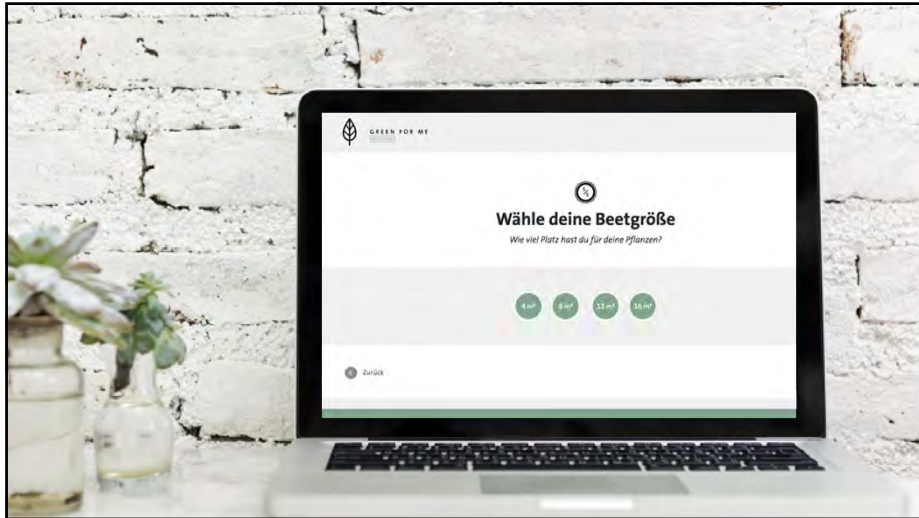 GREEN FOR ME
Wähle deine Beetgröße
Wie viel Platz hast du für deine Pflanzen?
4 m² 8 m² 12 m² 16 m²
Zurück